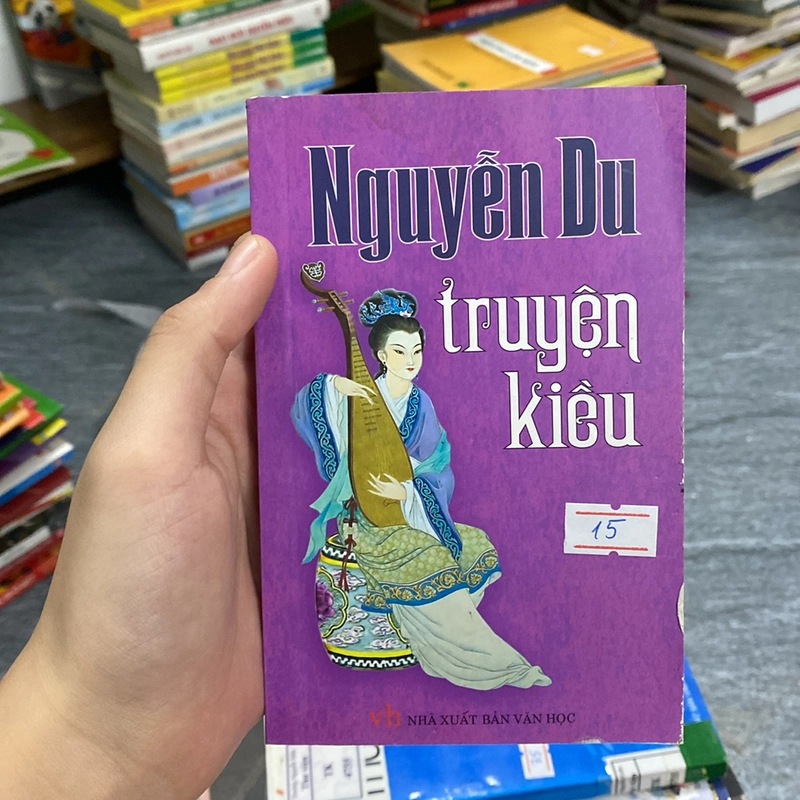 Nguyễn Du
truyện
kiều
15
vh NHÀ XUẤT BẢN VĂN HỌC